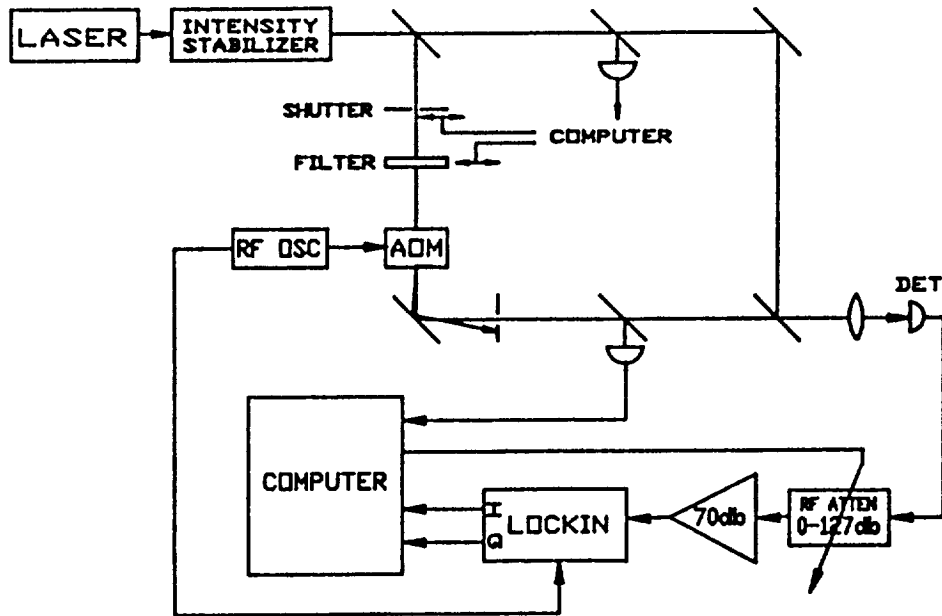 LASER
INTENSITY
STABILIZER
SHUTTER
COMPUTER
FILTER
RF OSC
AOM
DET
COMPUTER
I
Q
LOCKIN
70db
RF ATTEN
0-127db